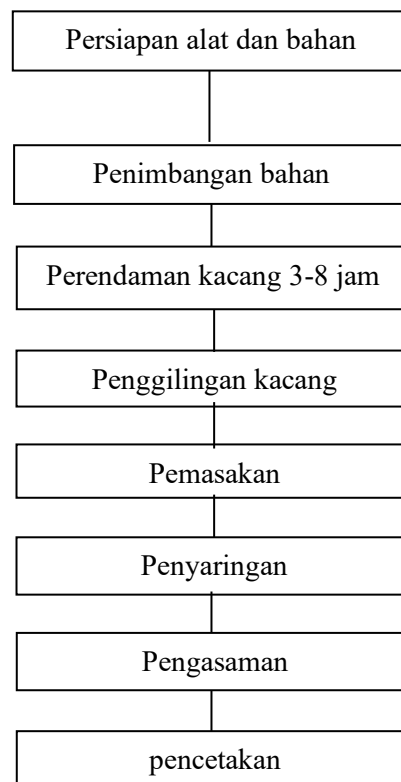 Persiapan alat dan bahan
Penimbangan bahan
Perendaman kacang 3-8 jam
Penggilingan kacang
Pemasakan
Penyaringan
Pengasaman
pencetakan